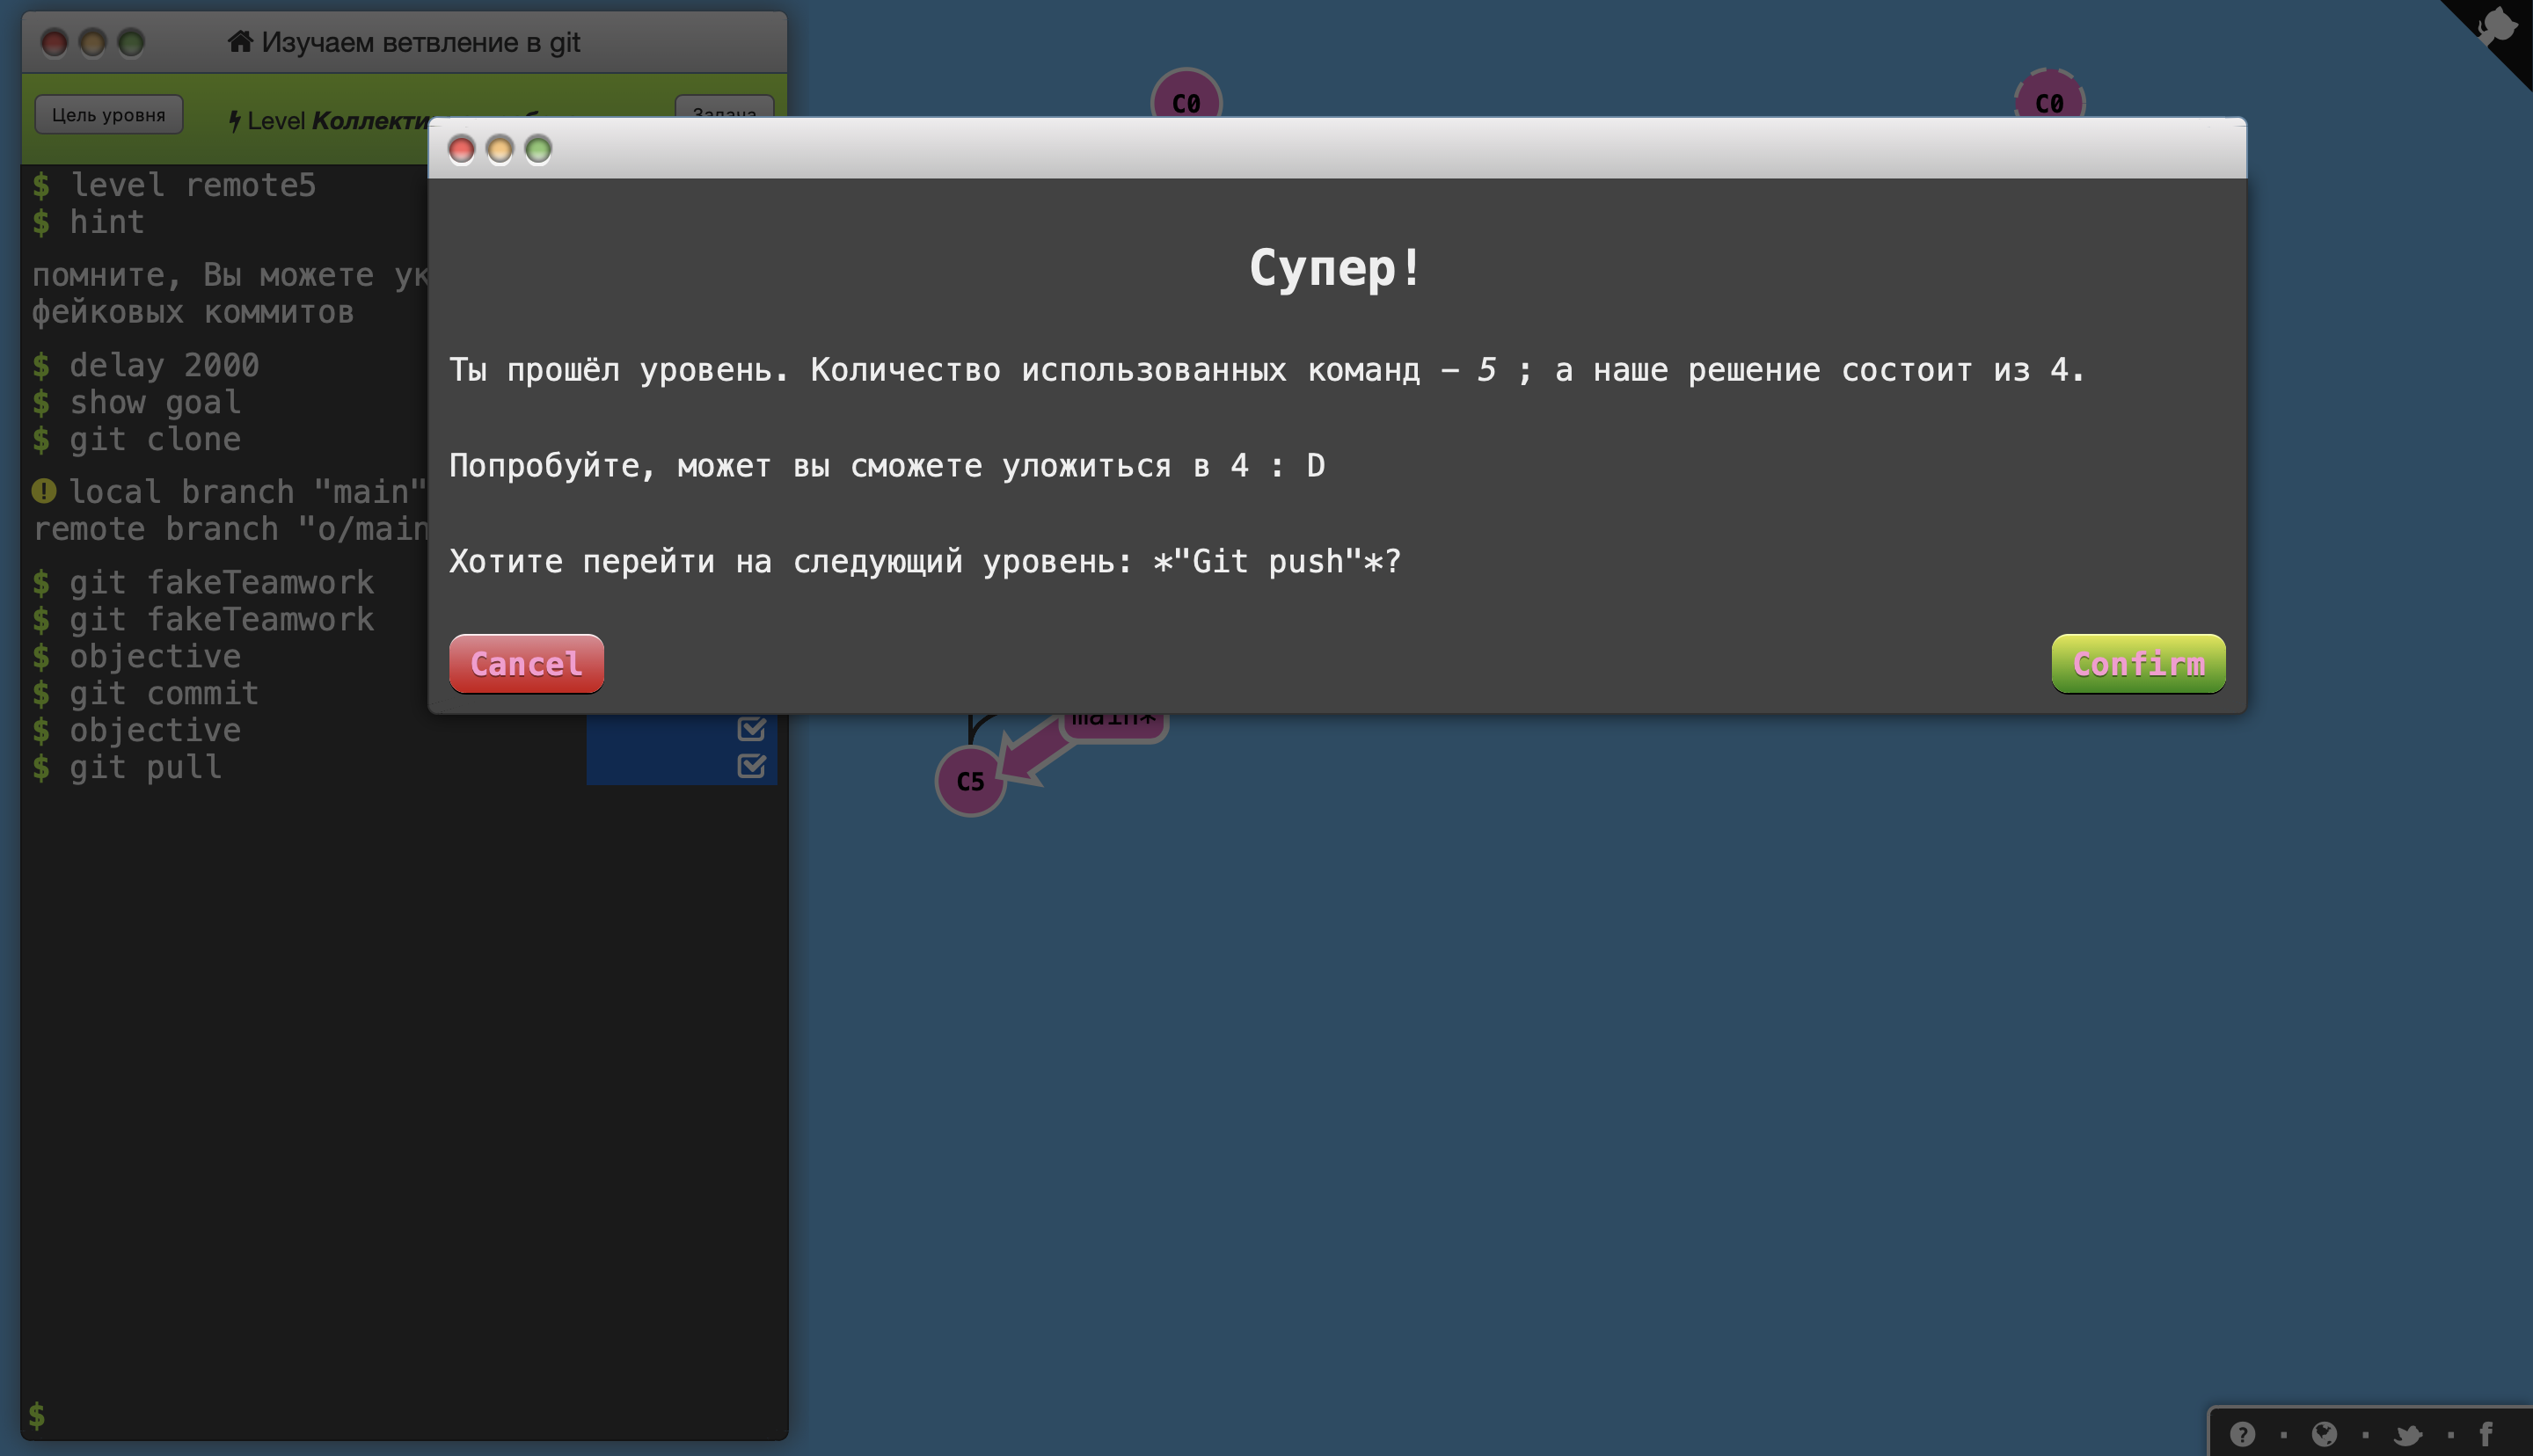 Изучаем ветвление в git
Цель уровня
Level Коллекти
Задача
$ level remote5
$ hint
помните, Вы можете ук
фейковых коммитов
$ delay 2000
$ show goal
$ git clone
local branch "main"
remote branch "o/main
$ git fakeTeamwork
$ git fakeTeamwork
$ objective
$ git commit
$ objective
$ git pull
$
C0
C0
Супер!
Ты прошёл уровень. Количество использованных команд – 5 ; а наше решение состоит из 4.
Попробуйте, может вы сможете уложиться в 4 : D
Хотите перейти на следующий уровень: *"Git push"*?
Cancel
Confirm
main*
C5